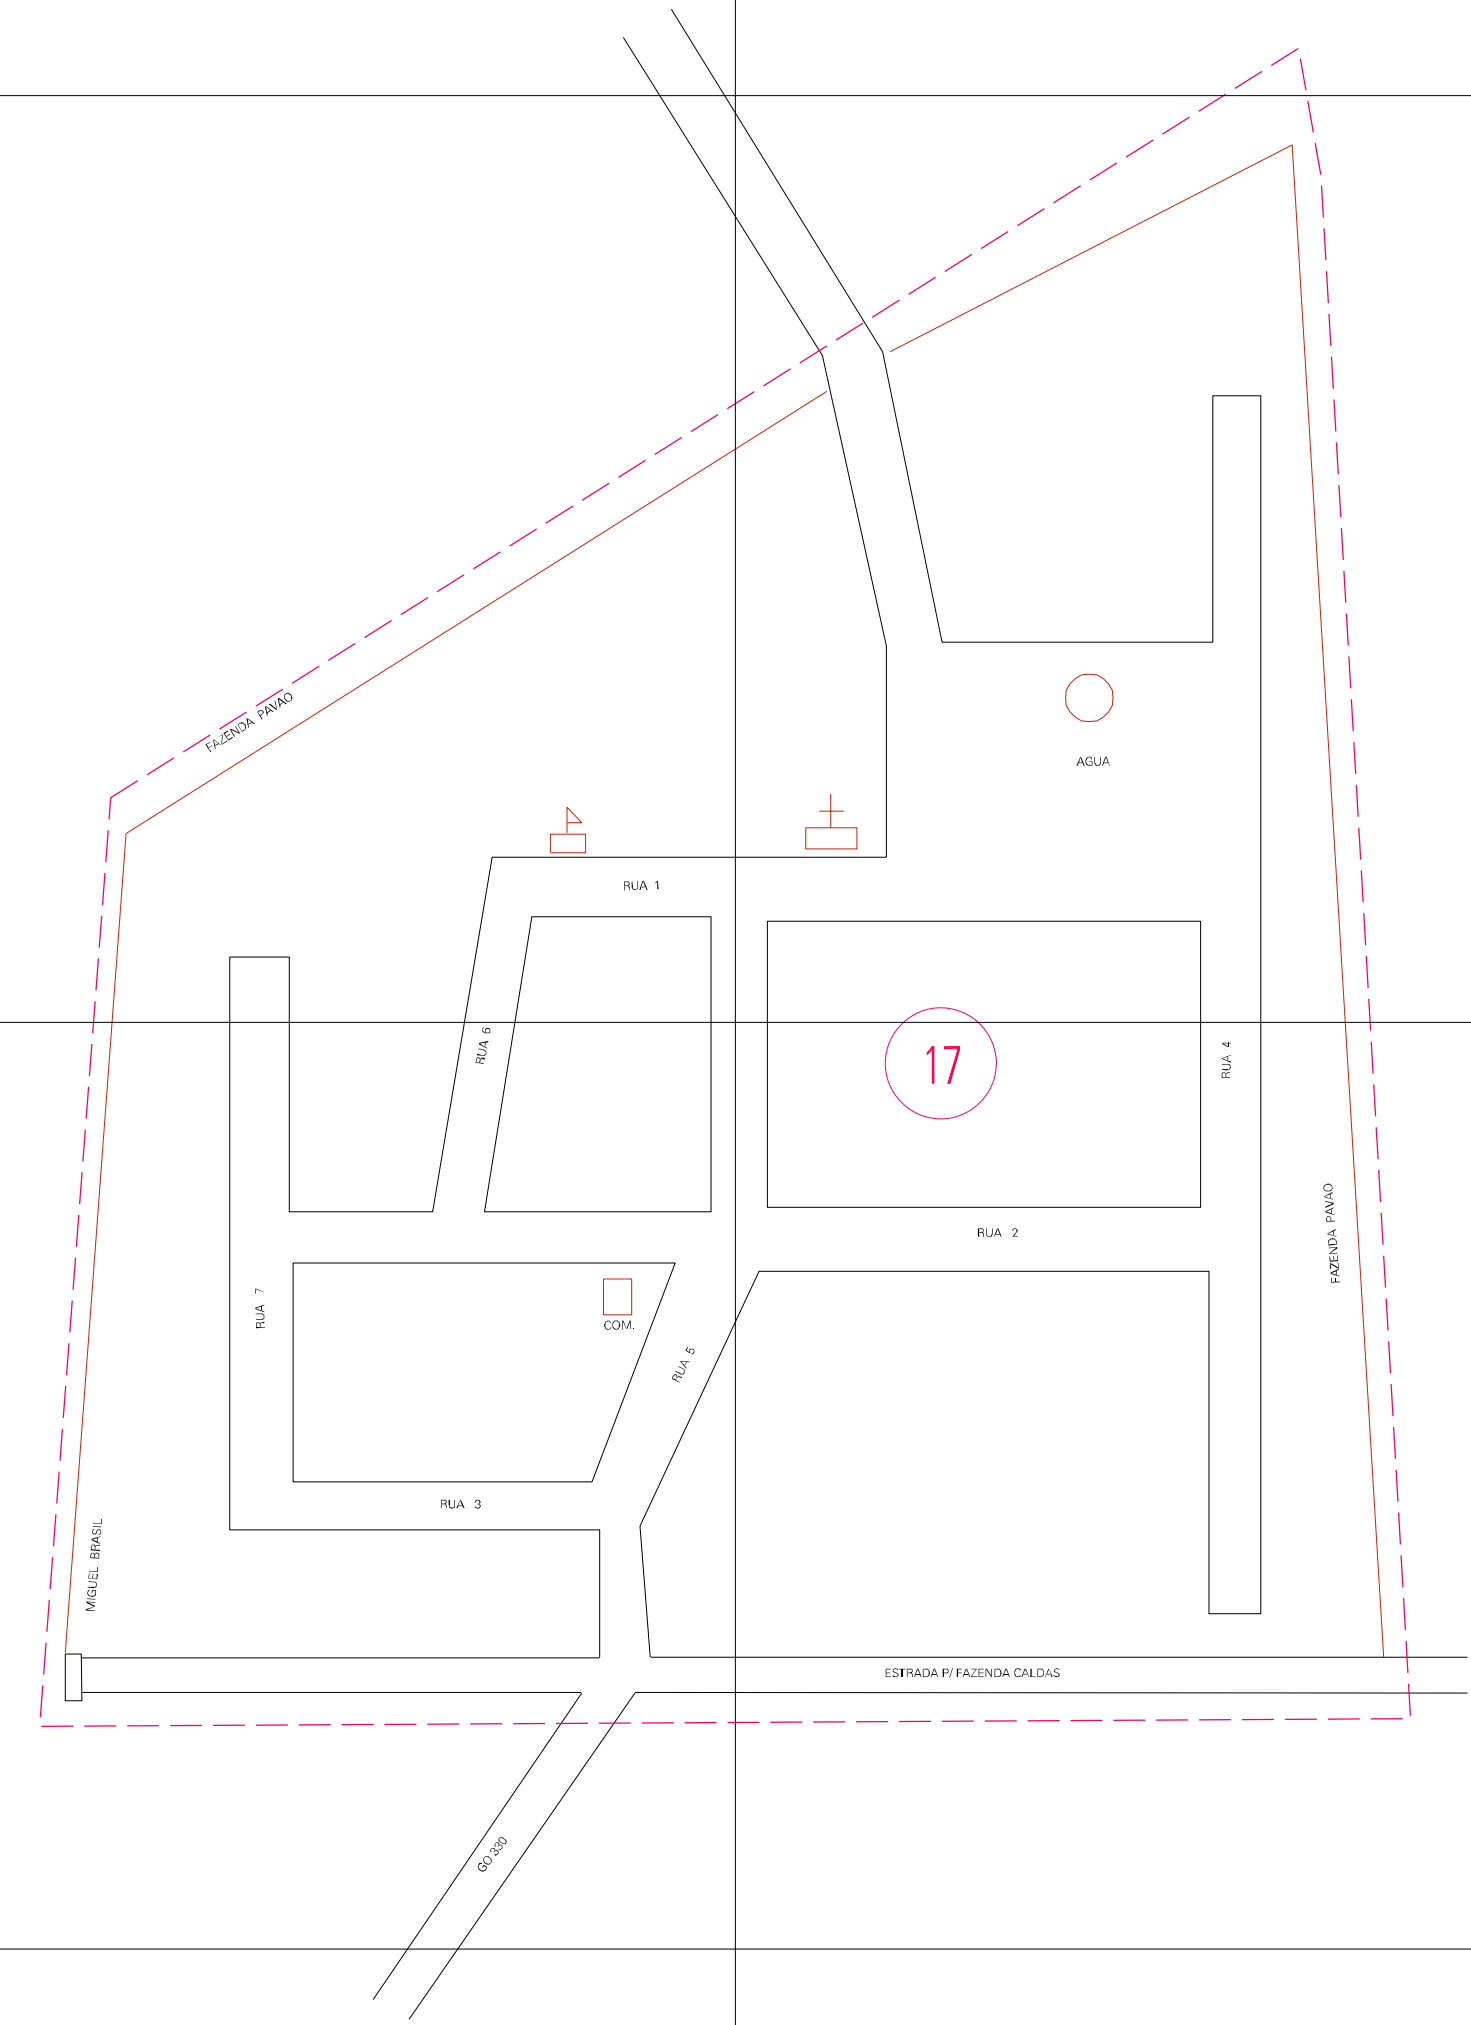 FAZENDA PAVAO
AGUA
RUA 1
RUA 6
17
RUA 4
FAZENDA PAVAO
RUA 2
RUA 7
COM.
RUA 5
RUA 3
MIGUEL BRASIL
ESTRADA P/ FAZENDA CALDAS
GO 330